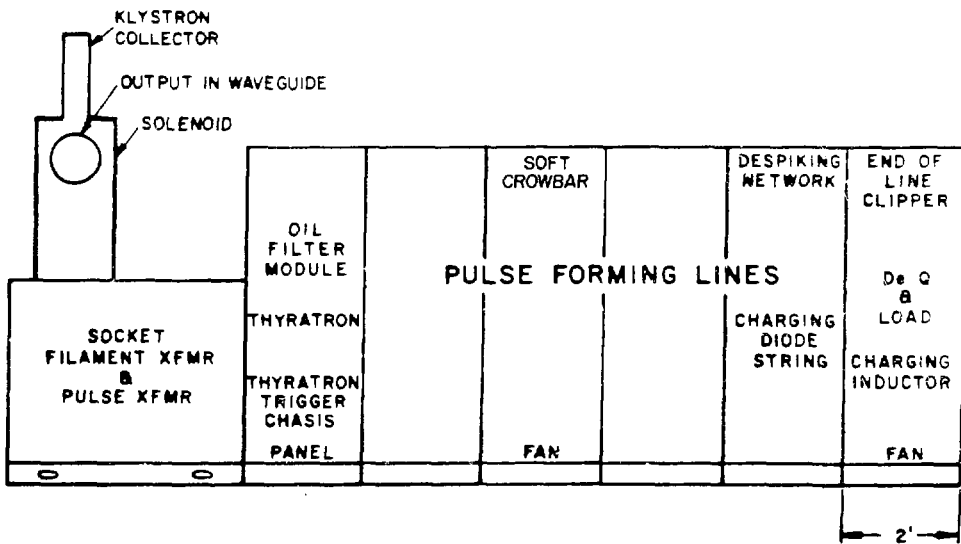 KLYSTRON
COLLECTOR
OUTPUT IN WAVEGUIDE
SOLENOID
SOCKET
FILAMENT XFMR
&
PULSE XFMR
OIL
FILTER
MODULE
THYRATRON
THYRATRON
TRIGGER
CHASIS
PANEL
SOFT
CROWBAR
PULSE FORMING LINES
FAN
DESPIKING
NETWORK
CHARGING
DIODE
STRING
END OF
LINE
CLIPPER
De Q
&
LOAD
CHARGING
INDUCTOR
FAN
2'